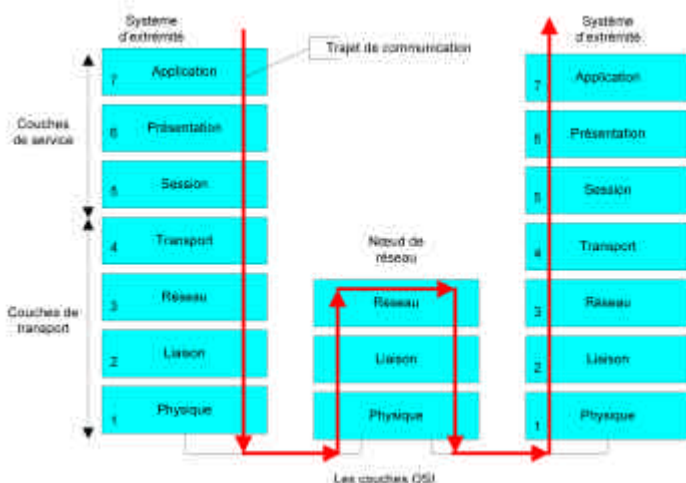 Système
d'extrémité
Trajet de communication
Système
d'extrémité
Couches
de service
Couches de
transport
7 Application
6 Présentation
5 Session
4 Transport
3 Réseau
2 Liaison
1 Physique
Nœud de
réseau
Réseau
Liaison
Physique
7 Application
6 Présentation
5 Session
4 Transport
3 Réseau
2 Liaison
1 Physique
Les couches OSI